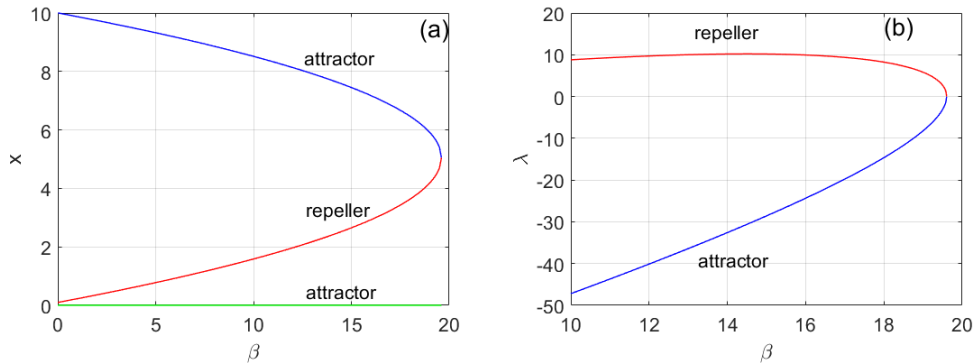 (a)
10
8
6
4
2
0
x
attractor
repeller
attractor
0 5 10 15 20
β
(b)
20
10
0
-10
-20
-30
-40
-50
λ
repeller
attractor
10 12 14 16 18 20
β